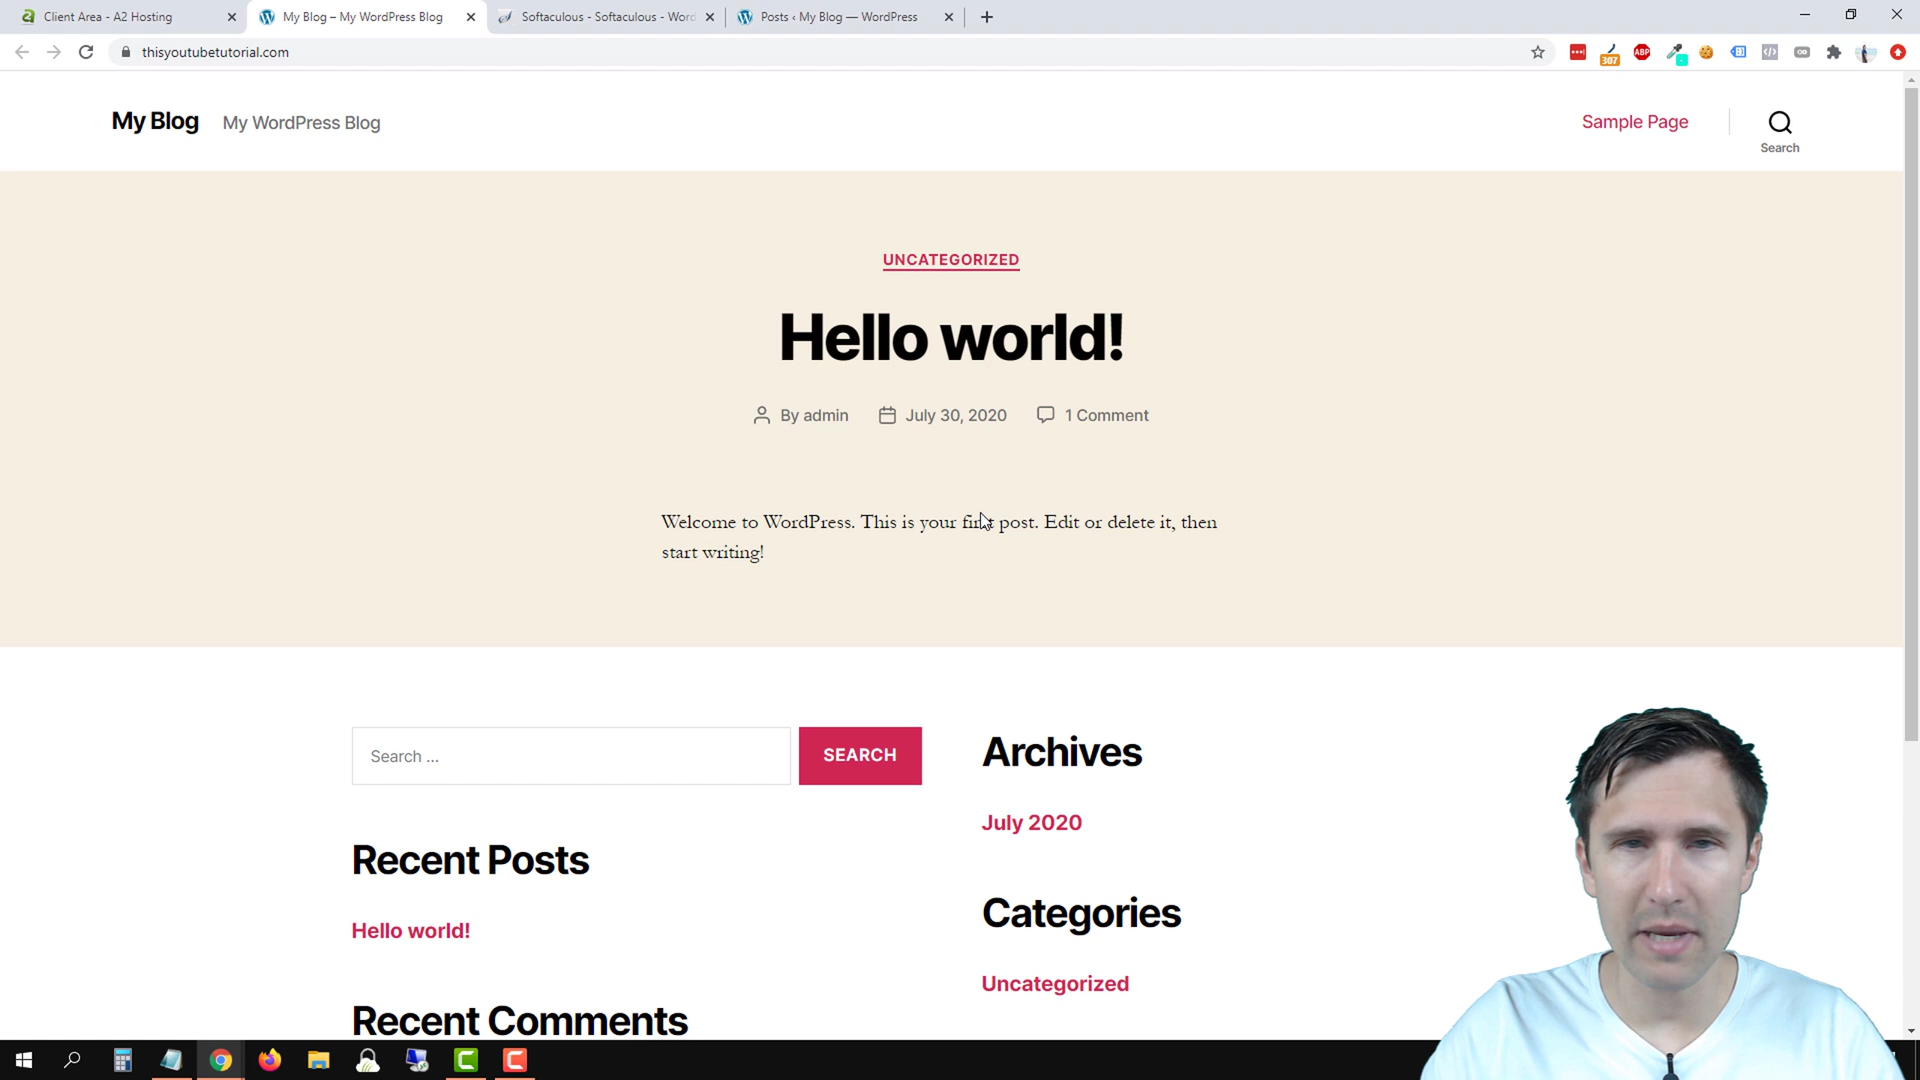 Client Area - A2 Hosting
My Blog – My WordPress Blog
Softaculous - Softaculous - Word
Posts ‹ My Blog — WordPress
thisyoutubetutorial.com
307
ABP
My Blog
My WordPress Blog
Sample Page
Search
UNCATEGORIZED
Hello world!
By admin
July 30, 2020
1 Comment
Welcome to WordPress. This is your first post. Edit or delete it, then
start writing!
Search ...
SEARCH
Archives
July 2020
Recent Posts
Categories
Hello world!
Uncategorized
Recent Comments